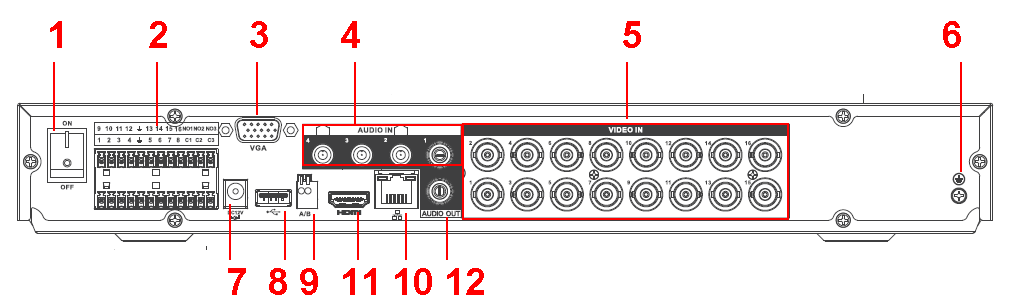 1 2 3 4 5 6
ON
OFF
9 10 11 12 ⏚ 13 14 15 16 NO1 NO2 NO3
1 2 3 4 ⏚ 5 6 7 8 C1 C2 C3
VGA
AUDIO IN
4 3 2 1
VIDEO IN
2 4 6 8 10 12 14 16
1 3 5 7 9 11 13 15
DC12V
A/B
HDMI
AUDIO OUT
7 8 9 11 10 12